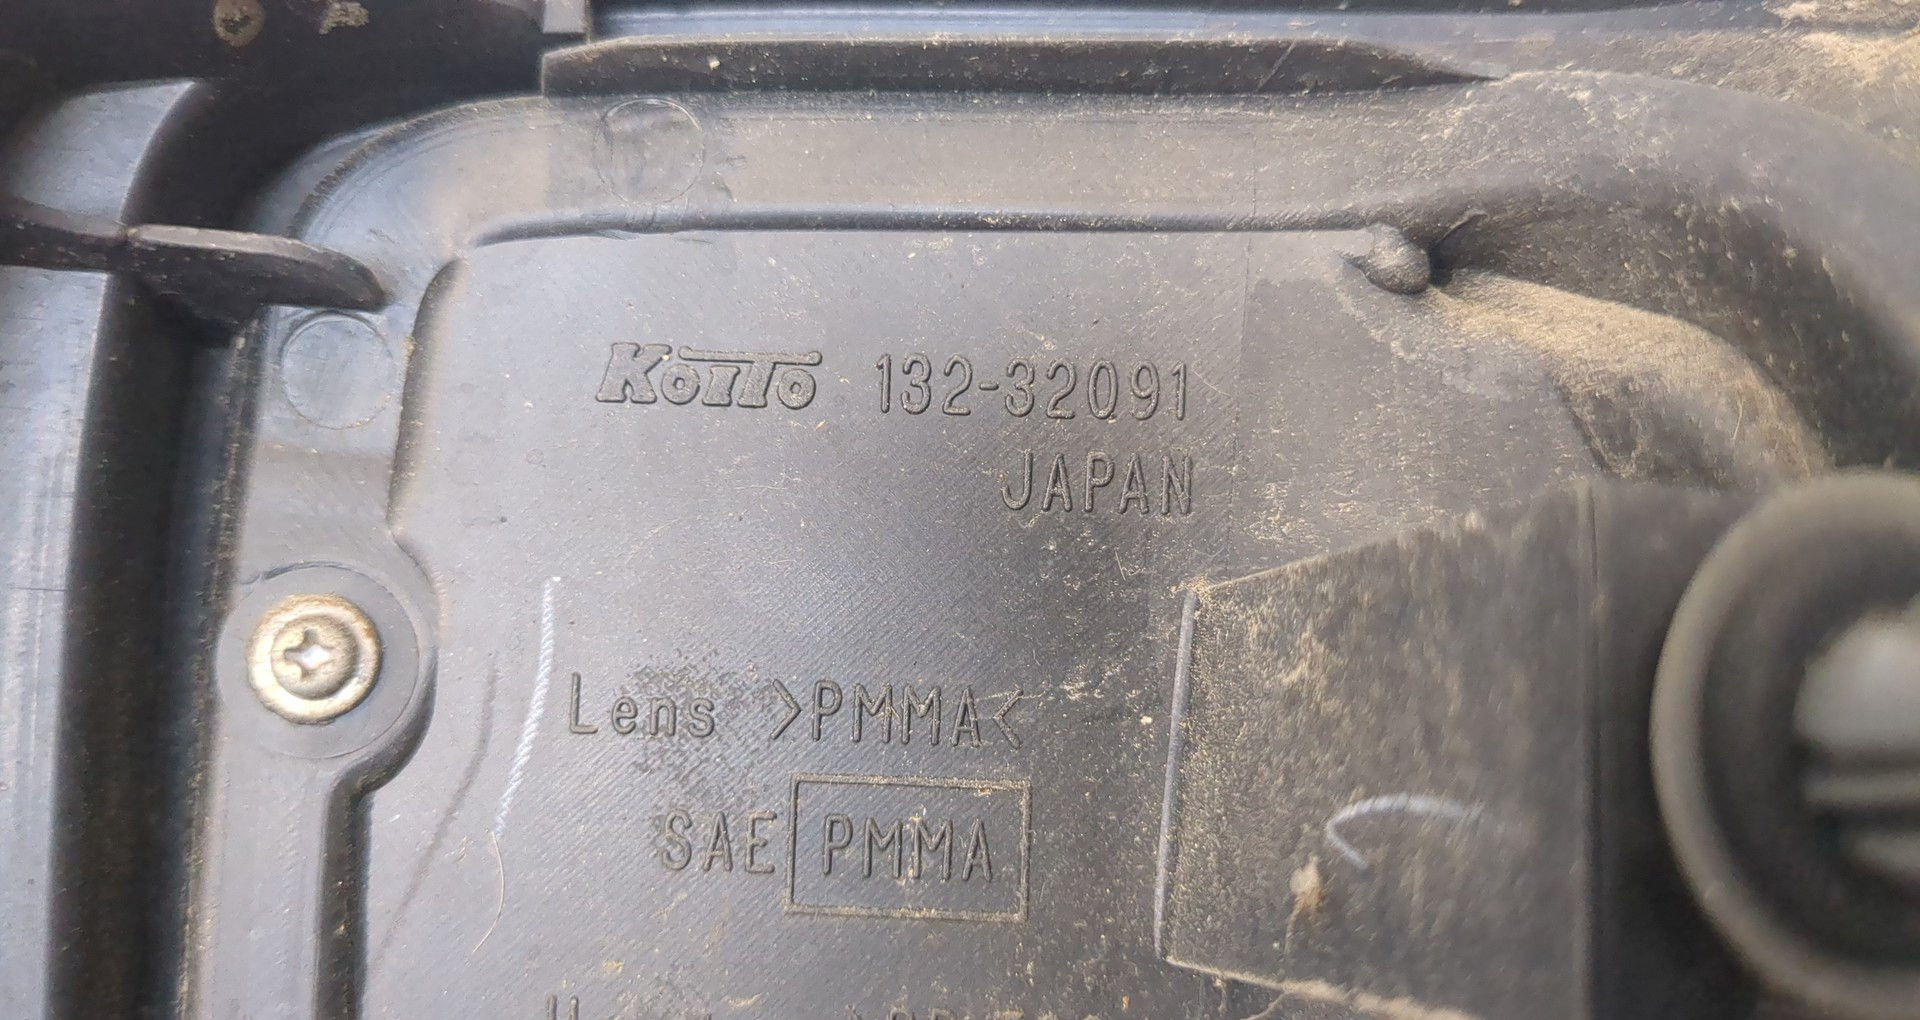 KOITO 132-32091
JAPAN
Lens >PMMA<
SAE PMMA